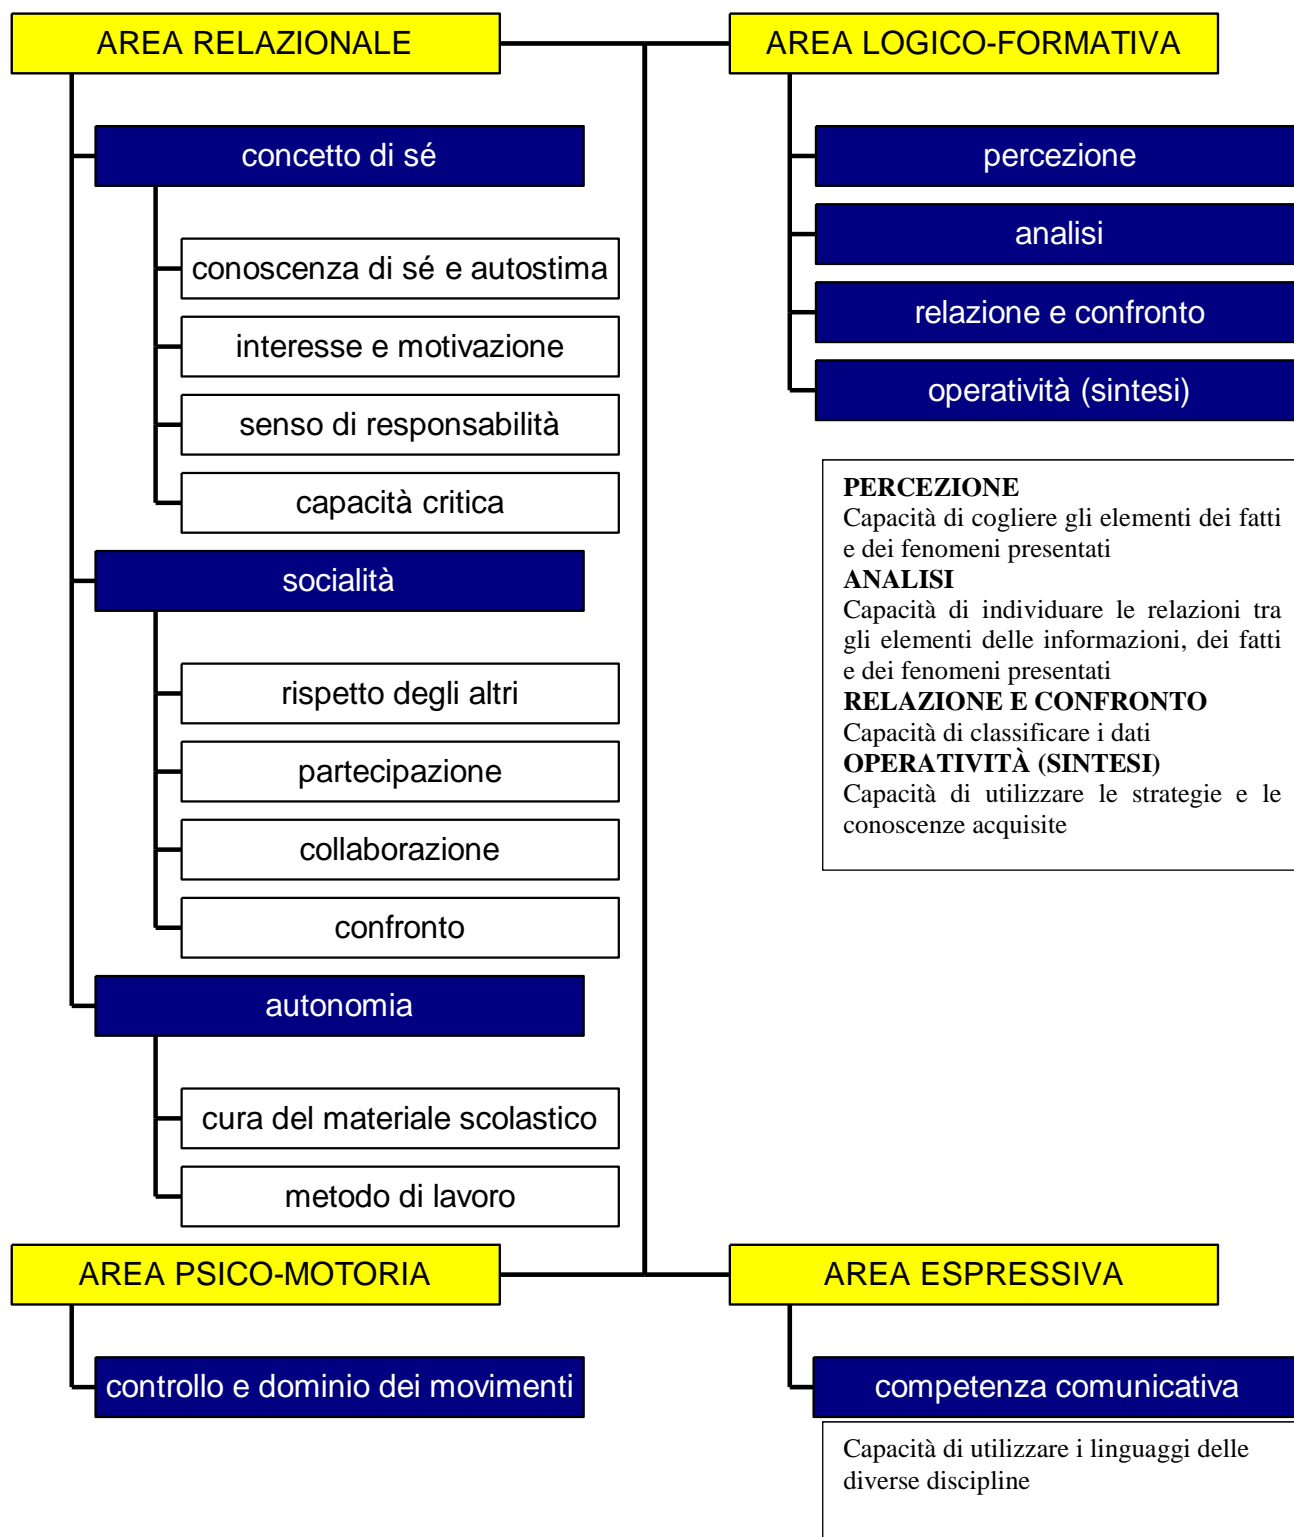 AREA RELAZIONALE
concetto di sé
conoscenza di sé e autostima
interesse e motivazione
senso di responsabilità
capacità critica
socialità
rispetto degli altri
partecipazione
collaborazione
confronto
autonomia
cura del materiale scolastico
metodo di lavoro
AREA LOGICO-FORMATIVA
percezione
analisi
relazione e confronto
operatività (sintesi)
PERCEZIONE
Capacità di cogliere gli elementi dei fatti
e dei fenomeni presentati
ANALISI
Capacità di individuare le relazioni tra
gli elementi delle informazioni, dei fatti
e dei fenomeni presentati
RELAZIONE E CONFRONTO
Capacità di classificare i dati
OPERATIVITÀ (SINTESI)
Capacità di utilizzare le strategie e le
conoscenze acquisite
AREA PSICO-MOTORIA
controllo e dominio dei movimenti
AREA ESPRESSIVA
competenza comunicativa
Capacità di utilizzare i linguaggi delle
diverse discipline